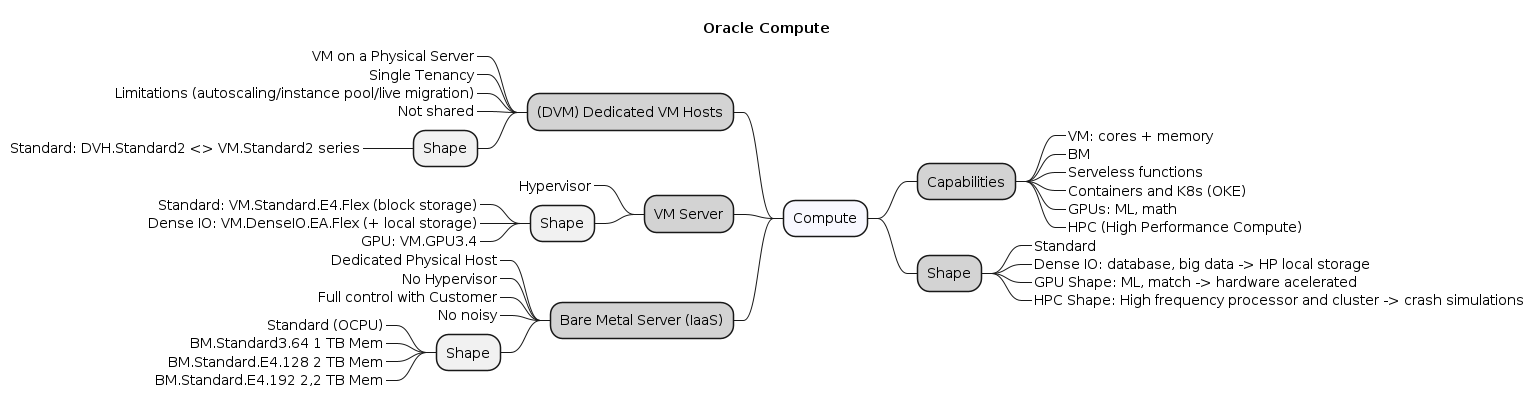 Oracle Compute
VM on a Physical Server
Single Tenancy
Limitations (autoscaling/instance pool/live migration)
Not shared
(DVM) Dedicated VM Hosts
Shape
Standard: DVH.Standard2 <> VM.Standard2 series
Hypervisor
VM Server
Shape
Standard: VM.Standard.E4.Flex (block storage)
Dense IO: VM.DenseIO.EA.Flex (+ local storage)
GPU: VM.GPU3.4
Dedicated Physical Host
No Hypervisor
Full control with Customer
No noisy
Bare Metal Server (IaaS)
Shape
Standard (OCPU)
BM.Standard3.64 1 TB Mem
BM.Standard.E4.128 2 TB Mem
BM.Standard.E4.192 2,2 TB Mem
Compute
Capabilities
VM: cores + memory
BM
Serveless functions
Containers and K8s (OKE)
GPUs: ML, math
HPC (High Performance Compute)
Shape
Standard
Dense IO: database, big data -> HP local storage
GPU Shape: ML, match -> hardware acelerated
HPC Shape: High frequency processor and cluster -> crash simulations